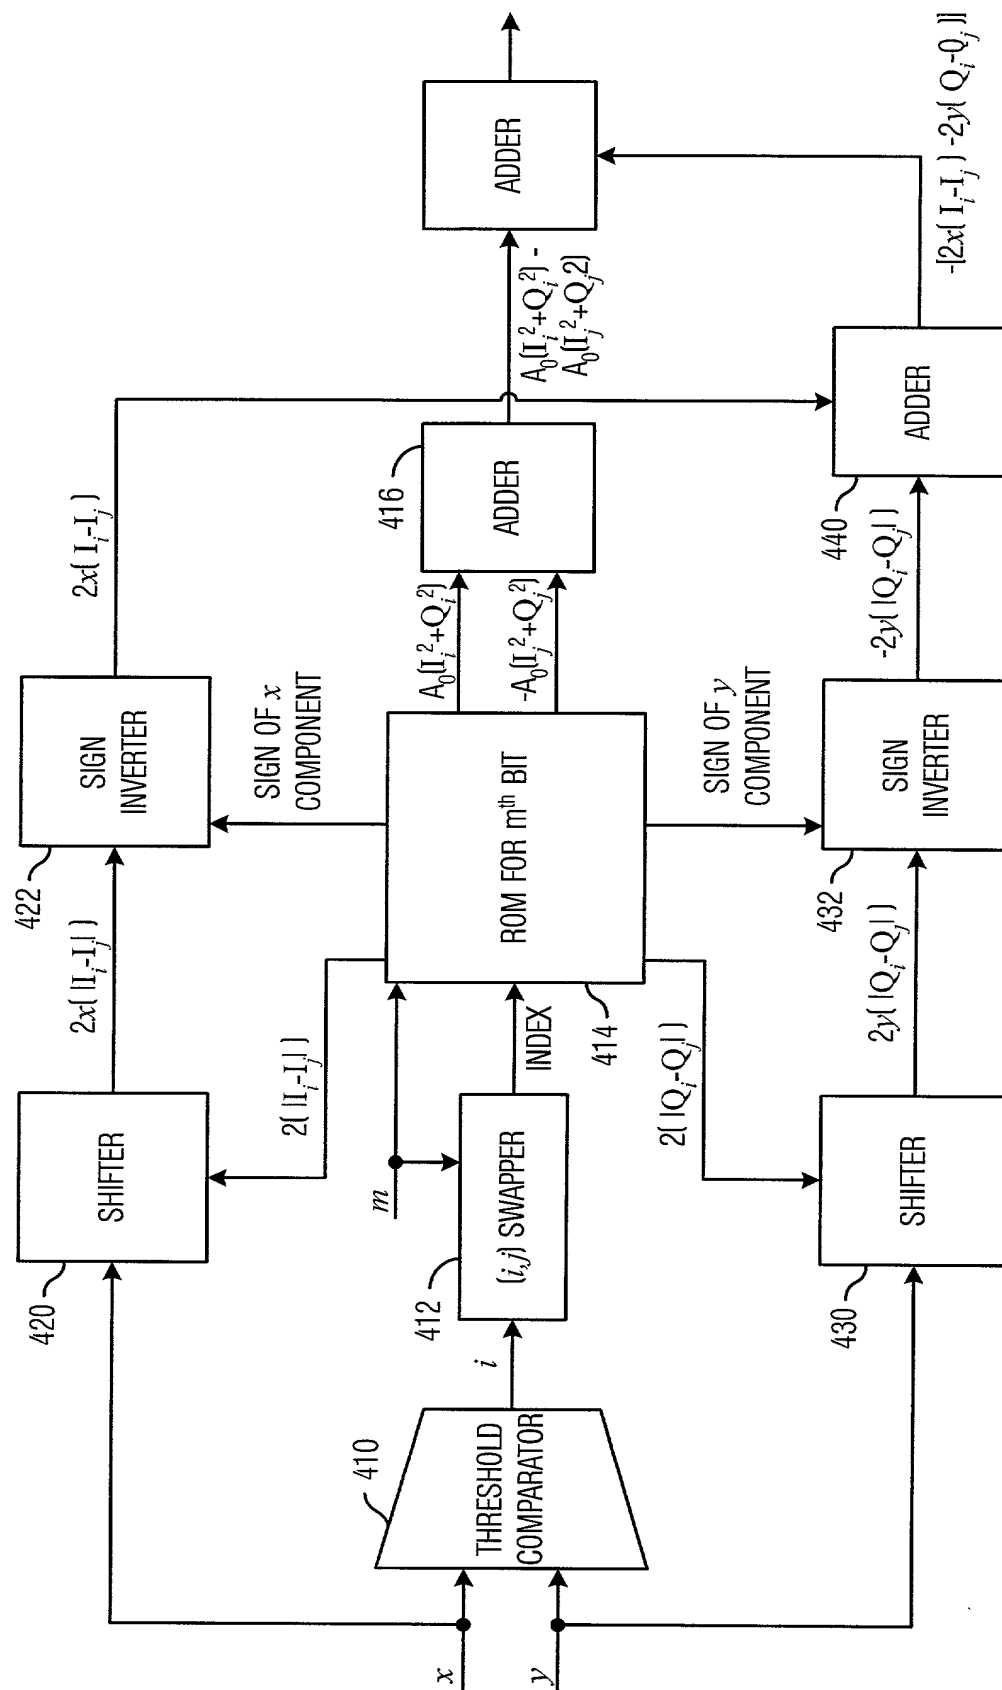 x
y
THRESHOLD
COMPARATOR
410
i
(i,j) SWAPPER
412
m
INDEX
ROM FOR mth BIT
414
SHIFTER
420
2(|Ii-Ij|)
2x(|Ii-Ij|)
SIGN
INVERTER
422
SIGN OF x
COMPONENT
2x(Ii-Ij)
SHIFTER
430
2(|Qi-Qj|)
2y(|Qi-Qj|)
SIGN
INVERTER
432
SIGN OF y
COMPONENT
-2y(|Qi-Qj|)
A0(Ii²+Qi²)
-A0(Ij²+Qj²)
ADDER
416
A0(Ii²+Qi²) -
A0(Ij²+Qj2)
ADDER
440
-[2x(Ii-Ij) -2y(Qi-Qj)]
ADDER